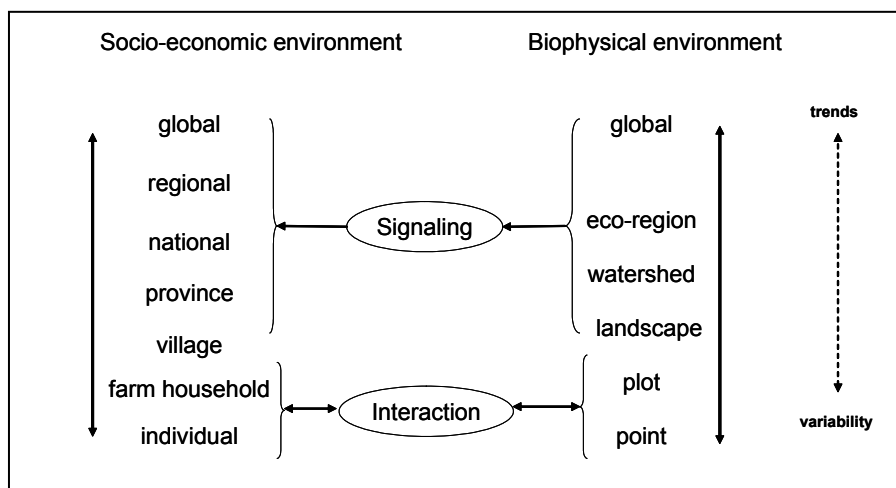 Socio-economic environment
Biophysical environment
global
regional
national
province
village
farm household
individual
Signaling
Interaction
global
eco-region
watershed
landscape
plot
point
trends
variability